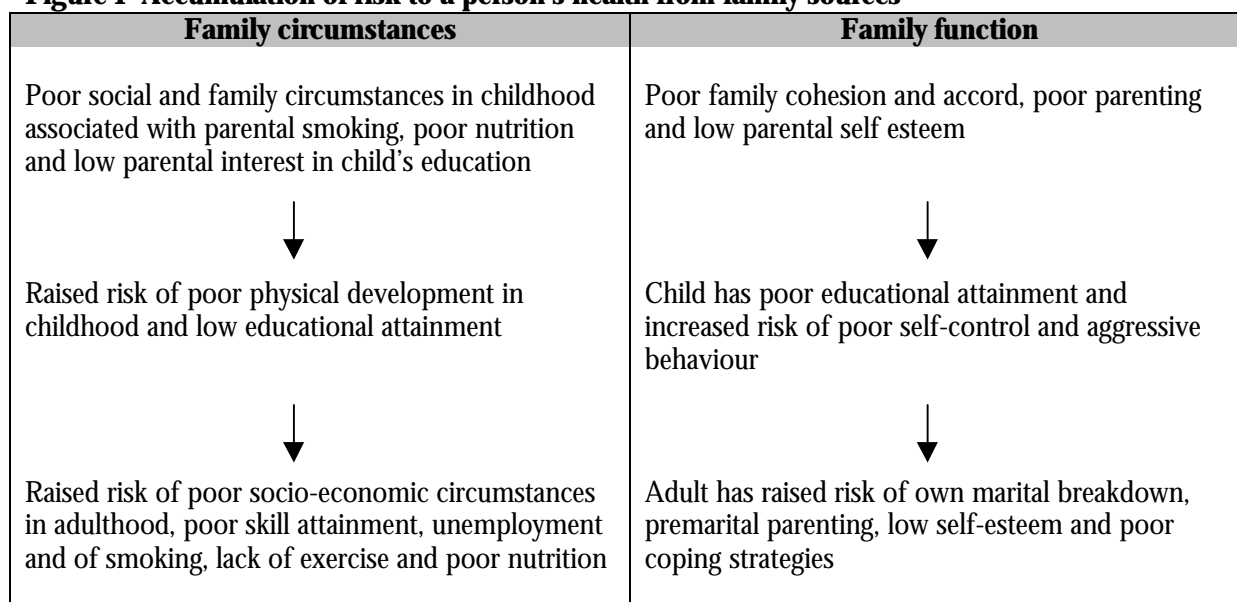 Figure 1 Accumulation of risk to a person's health from family sources
Family circumstances
Poor social and family circumstances in childhood
associated with parental smoking, poor nutrition
and low parental interest in child's education
Raised risk of poor physical development in
childhood and low educational attainment
Raised risk of poor socio-economic circumstances
in adulthood, poor skill attainment, unemployment
and of smoking, lack of exercise and poor nutrition
Family function
Poor family cohesion and accord, poor parenting
and low parental self esteem
Child has poor educational attainment and
increased risk of poor self-control and aggressive
behaviour
Adult has raised risk of own marital breakdown,
premarital parenting, low self-esteem and poor
coping strategies